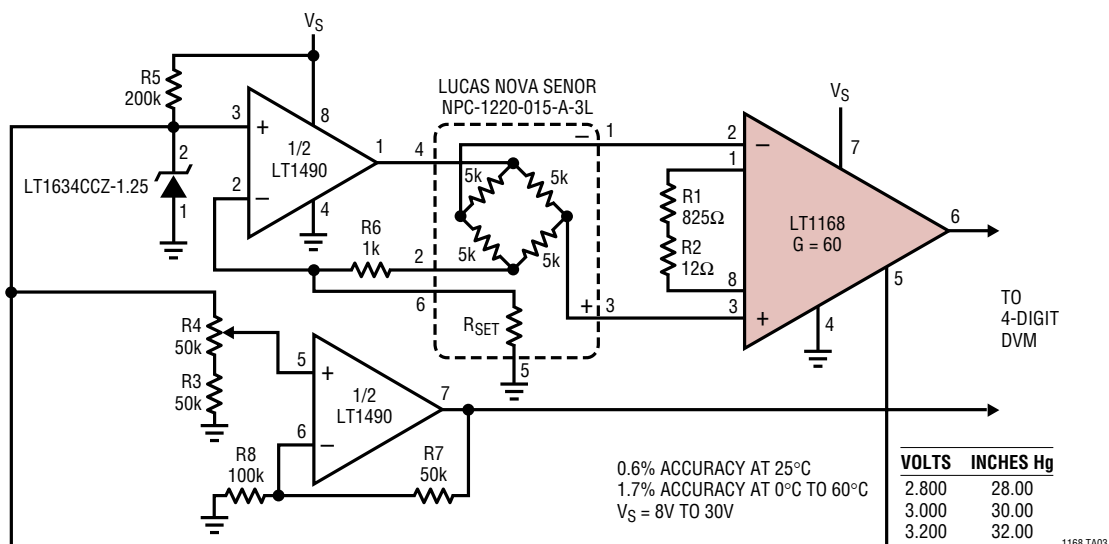 VS
R5
200k
3
+
8
1/2
LT1490
1
2
−
4
2
LT1634CCZ-1.25
1
R6
1k
LUCAS NOVA SENOR
NPC-1220-015-A-3L
4
− 1
5k
5k
5k
5k
2
6
+ 3
RSET
5
VS
2
−
1
7
R1
825Ω
R2
12Ω
LT1168
G = 60
6
8
3
+
5
4
TO
4-DIGIT
DVM
R4
50k
R3
50k
5
+
1/2
LT1490
7
6
−
R8
100k
R7
50k
0.6% ACCURACY AT 25°C
1.7% ACCURACY AT 0°C TO 60°C
VS = 8V TO 30V
VOLTS INCHES Hg
2.800 28.00
3.000 30.00
3.200 32.00
1168 TA03